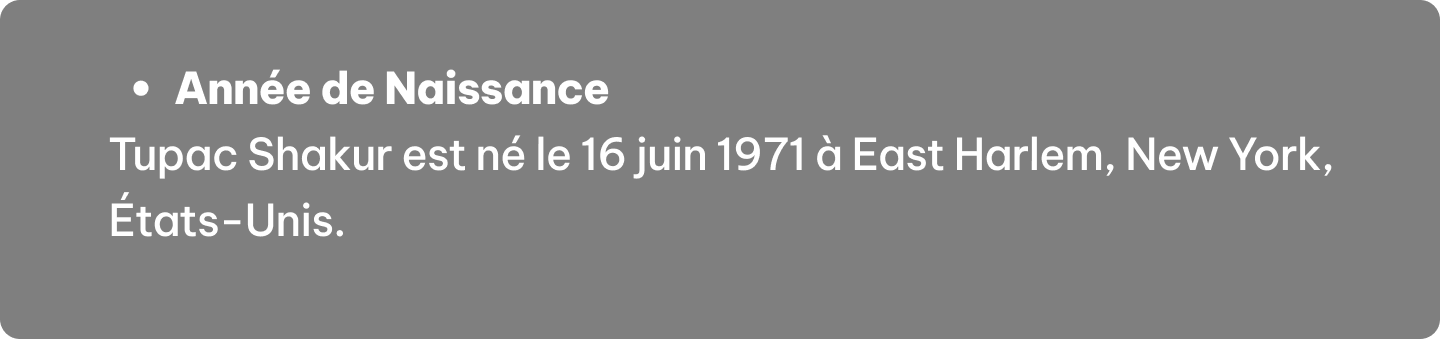 • Année de Naissance
Tupac Shakur est né le 16 juin 1971 à East Harlem, New York,
États-Unis.